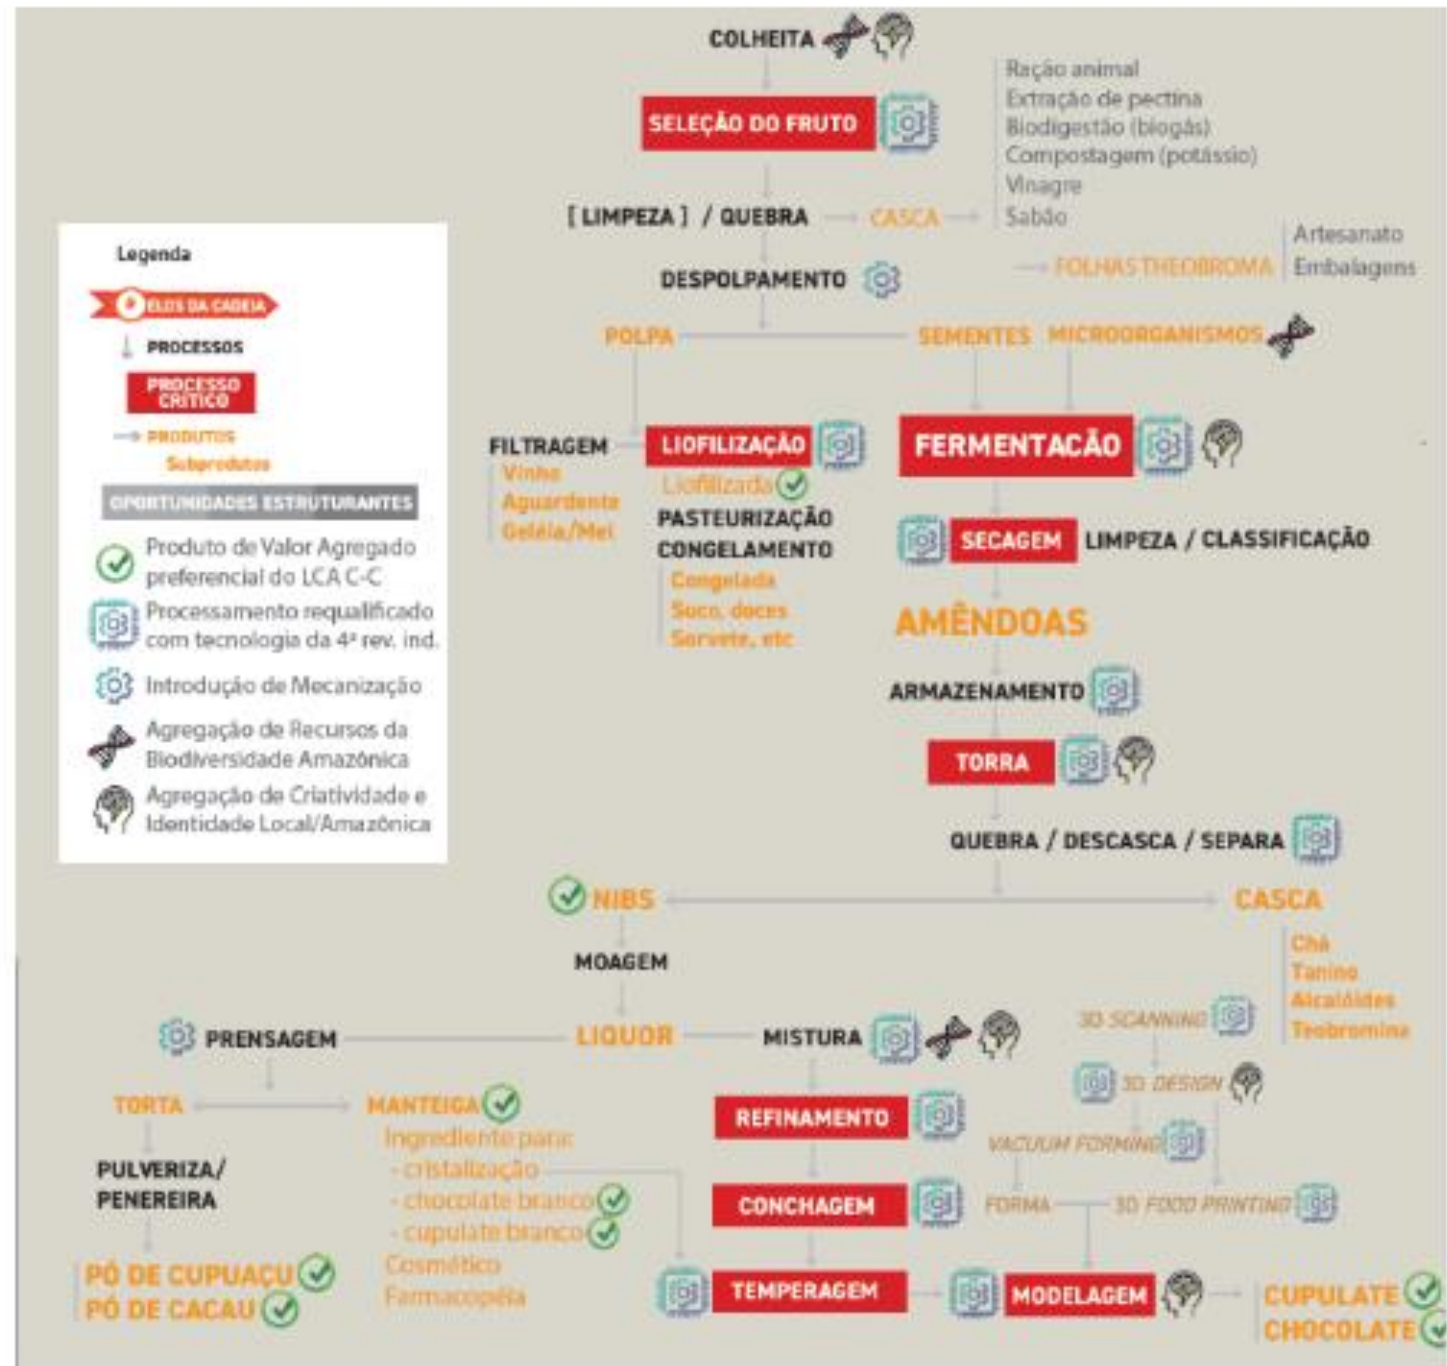 COLHEITA
SELEÇÃO DO FRUTO
Ração animal
Extração de pectina
Biodigestão (biogás)
Compostagem (potássio)
Vinagre
Sabão
[ LIMPEZA ] / QUEBRA
CASCA
DESPOLPAMENTO
FOLHAS THEOBROMA
Artesanato
Embalagens
Legenda
ELOS DA CADEIA
PROCESSOS
PROCESSO
CRÍTICO
PRODUTOS
Subprodutos
OPORTUNIDADES ESTRUTURANTES
Produto de Valor Agregado
preferencial do LCA C-C
Processamento requalificado
com tecnologia da 4ª rev. ind.
Introdução de Mecanização
Agregação de Recursos da
Biodiversidade Amazônica
Agregação de Criatividade e
Identidade Local/Amazônica
POLPA
SEMENTES
MICROORGANISMOS
FILTRAGEM
Vinho
Aguardente
Geléia/Mel
LIOFILIZAÇÃO
Liofilizada
PASTEURIZAÇÃO
CONGELAMENTO
Congelada
Suco, doces
Sorvete, etc
FERMENTACÃO
SECAGEM
LIMPEZA / CLASSIFICAÇÃO
AMÊNDOAS
ARMAZENAMENTO
TORRA
QUEBRA / DESCASCA / SEPARA
NIBS
CASCA
Chá
Tanino
Alcalóides
Teobromina
MOAGEM
PRENSAGEM
LIQUOR
MISTURA
3D SCANNING
3D DESIGN
VACUUM FORMING
FORMA
3D FOOD PRINTING
TORTA
MANTEIGA
Ingrediente para:
- cristalização
- chocolate branco
- cupulate branco
Cosmético
Farmacopéia
PULVERIZA/
PENEREIRA
PÓ DE CUPUAÇU
PÓ DE CACAU
REFINAMENTO
CONCHAGEM
TEMPERAGEM
MODELAGEM
CUPULATE
CHOCOLATE